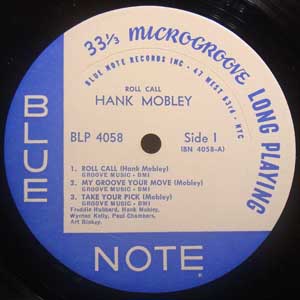 33⅓ MICROGROOVE LONG PLAYING
BLUE NOTE RECORDS INC • 47 WEST 63rd • NYC
ROLL CALL
HANK MOBLEY
BLP 4058
Side 1
(BN 4058-A)
1. ROLL CALL (Hank Mobley)
GROOVE MUSIC - BMI
2. MY GROOVE YOUR MOVE (Mobley)
GROOVE MUSIC - BMI
3. TAKE YOUR PICK (Mobley)
GROOVE MUSIC - BMI
Freddie Hubbard, Hank Mobley,
Wynton Kelly, Paul Chambers,
Art Blakey.
BLUE
NOTE